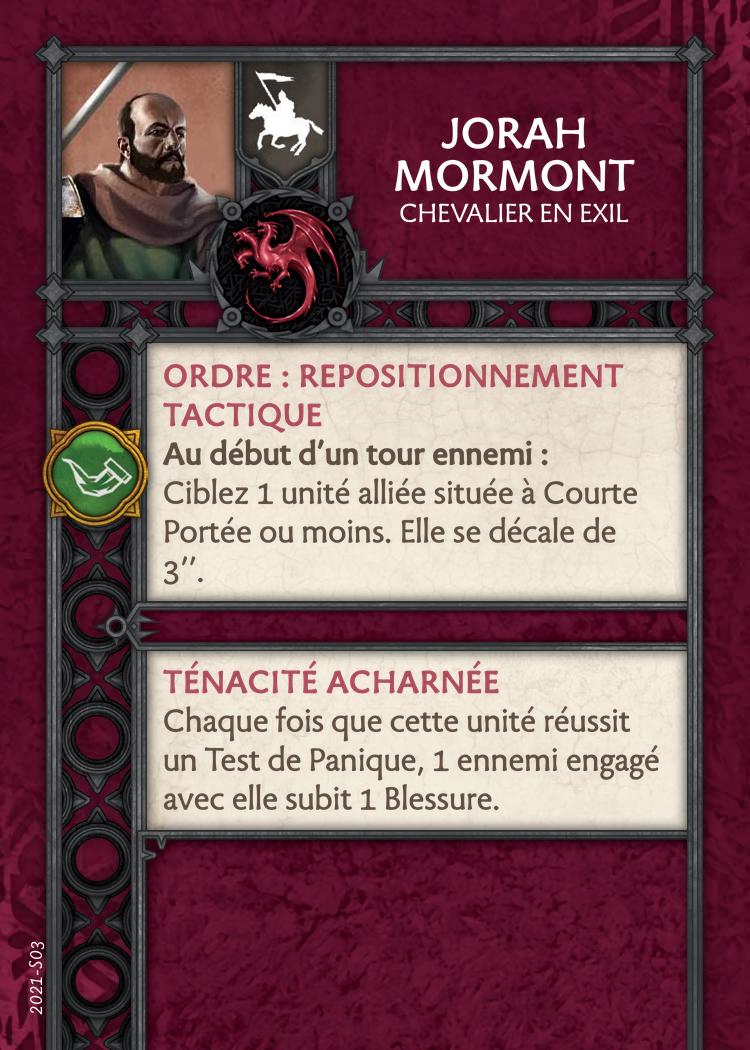 JORAH
MORMONT
CHEVALIER EN EXIL
ORDRE : REPOSITIONNEMENT
TACTIQUE
Au début d’un tour ennemi :
Ciblez 1 unité alliée située à Courte
Portée ou moins. Elle se décale de
3’’.
TÉNACITÉ ACHARNÉE
Chaque fois que cette unité réussit
un Test de Panique, 1 ennemi engagé
avec elle subit 1 Blessure.
2021-S03